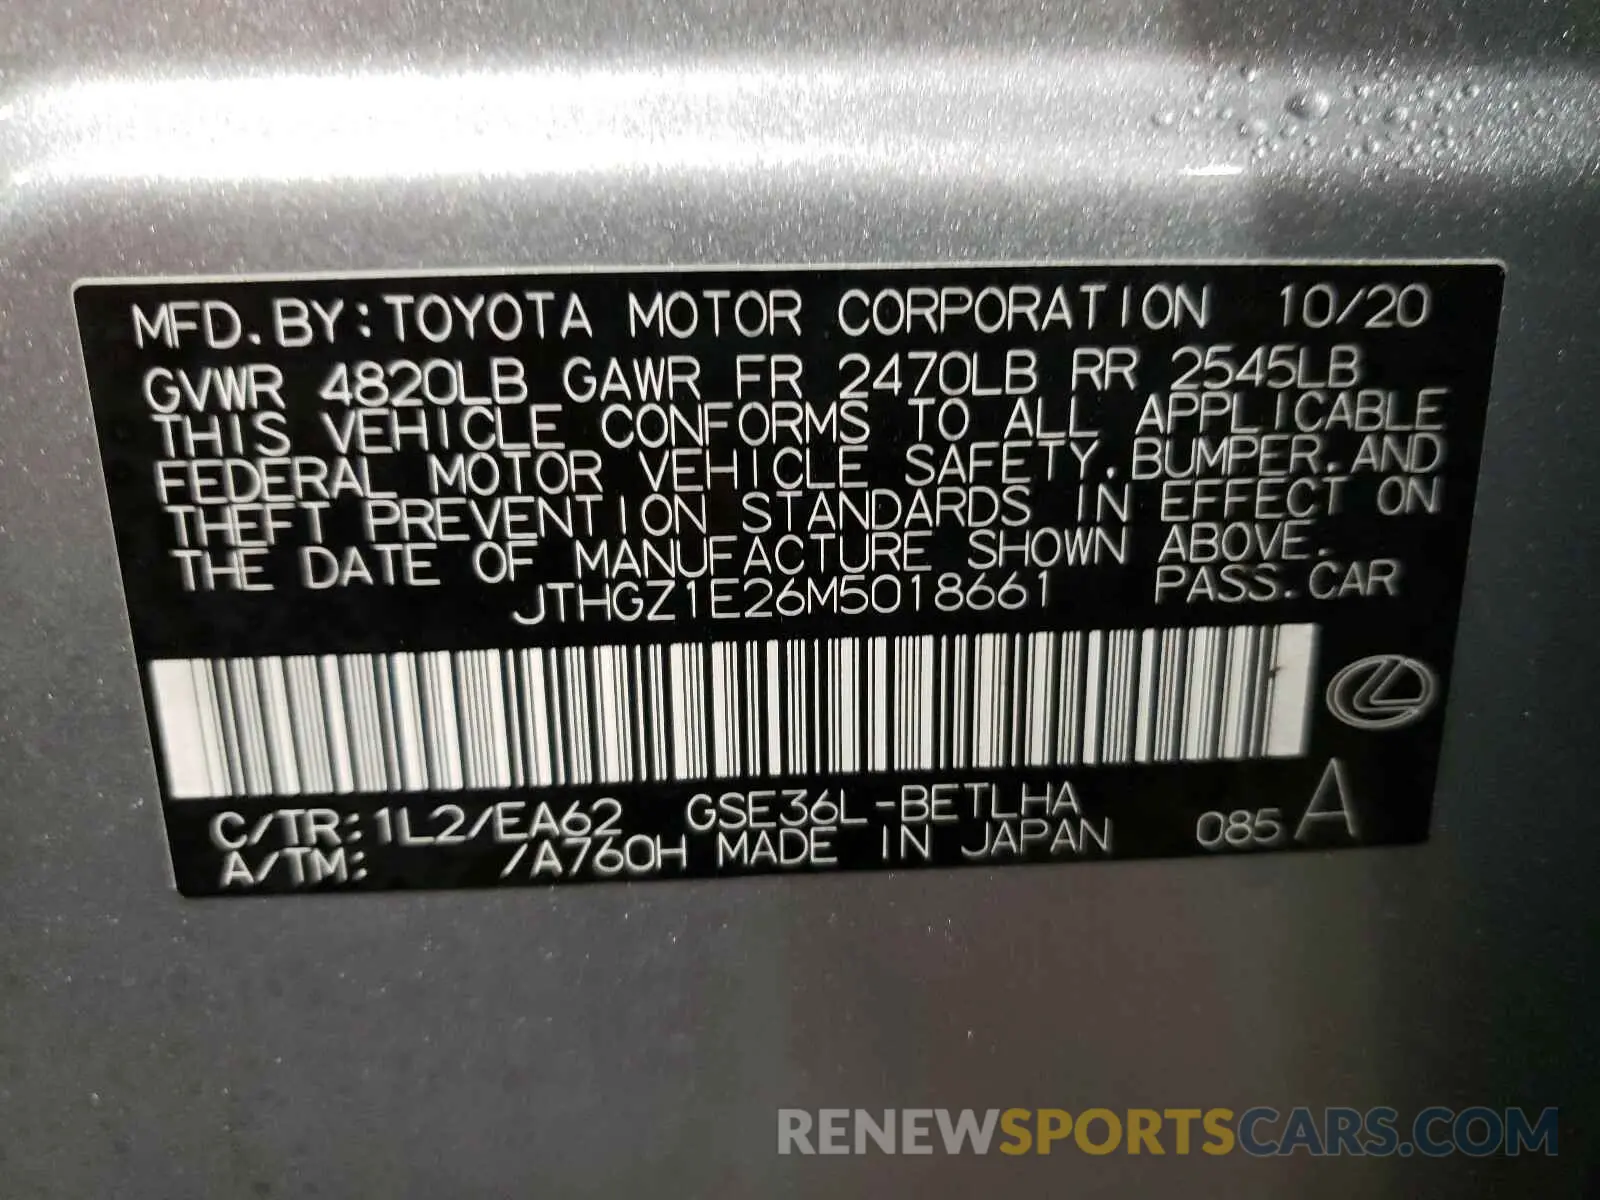 MFD. BY: TOYOTA MOTOR CORPORATION 10/20
GVWR 4820LB GAWR FR 2470LB RR 2545LB
THIS VEHICLE CONFORMS TO ALL APPLICABLE
FEDERAL MOTOR VEHICLE SAFETY, BUMPER, AND
THEFT PREVENTION STANDARDS IN EFFECT ON
THE DATE OF MANUFACTURE SHOWN ABOVE.
JTHGZ1E26M5018661 PASS. CAR
C/TR: 1L2/EA62 GSE36L-BETLHA 085 A
A/TM: /A760H MADE IN JAPAN
RENEWSPORTSCARS.COM